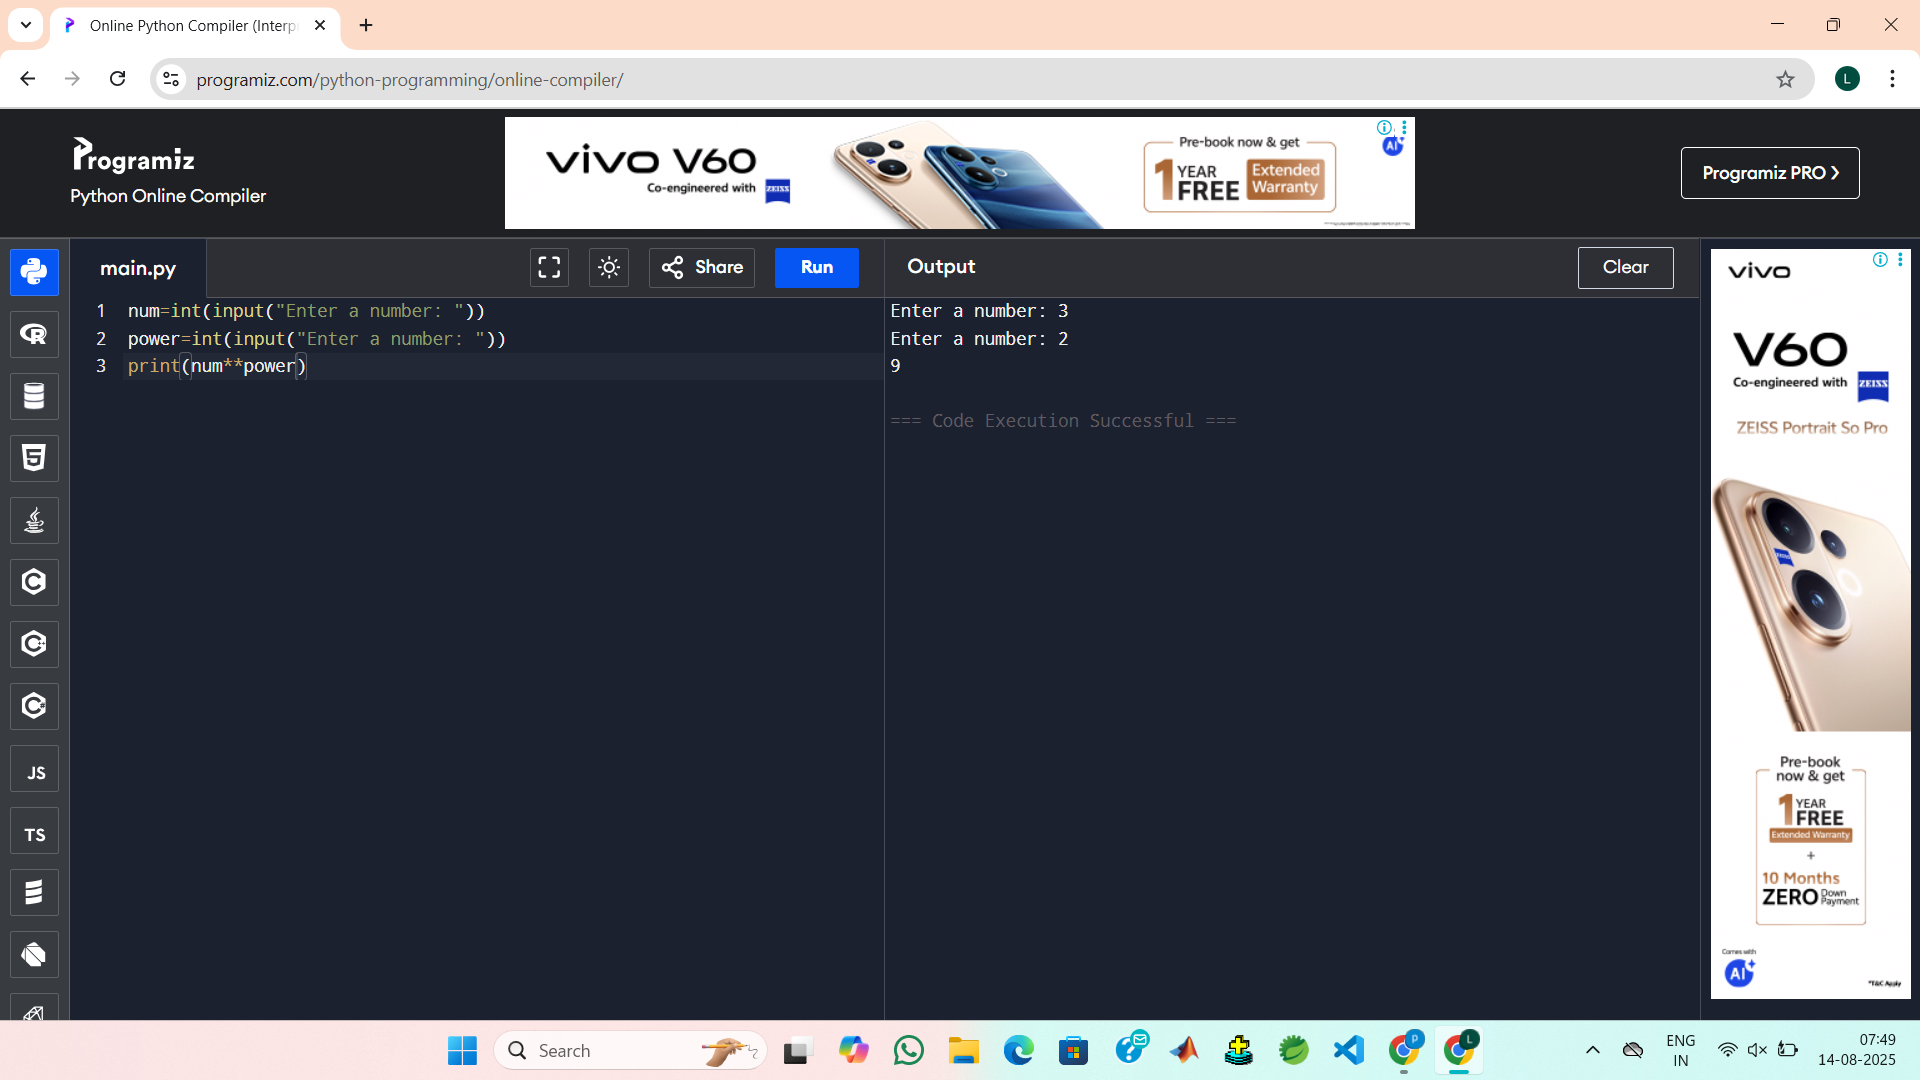 Online Python Compiler (Interp
programiz.com/python-programming/online-compiler/
L
Programiz
Python Online Compiler
vivo V60
Co-engineered with ZEISS
Pre-book now & get
1 YEAR FREE Extended Warranty
AI
Programiz PRO ❯
main.py
Share
Run
Output
Clear
1 num=int(input("Enter a number: "))
2 power=int(input("Enter a number: "))
3 print(num**power)
Enter a number: 3
Enter a number: 2
9
=== Code Execution Successful ===
JS
TS
vivo
V60
Co-engineered with ZEISS
ZEISS Portrait So Pro
ZEISS
Pre-book
now & get
1 YEAR FREE
Extended Warranty
+
10 Months
ZERO Down Payment
Comes with
AI
*T&C Apply
Search
P
L
ENG
IN
07:49
14-08-2025